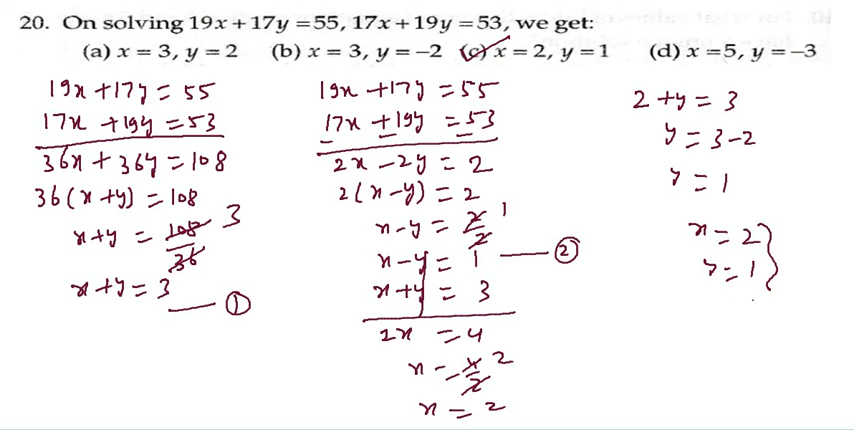 20. On solving 19x + 17y = 55, 17x + 19y = 53, we get:
(a) x = 3, y = 2 (b) x = 3, y = −2 (c) x = 2, y = 1 (d) x = 5, y = −3
19x + 17y = 55
17x + 19y = 53
36x + 36y = 108
36(x + y) = 108
x + y = 108/36 3
x + y = 3 — ①
19x + 17y = 55
17x + 19y = 53
− − −
2x − 2y = 2
2(x − y) = 2
x − y = 2/2 1
x − y = 1 — ②
x + y = 3
2x = 4
x = 4/2 2
x = 2
2 + y = 3
y = 3 − 2
y = 1
x = 2
y = 1 }